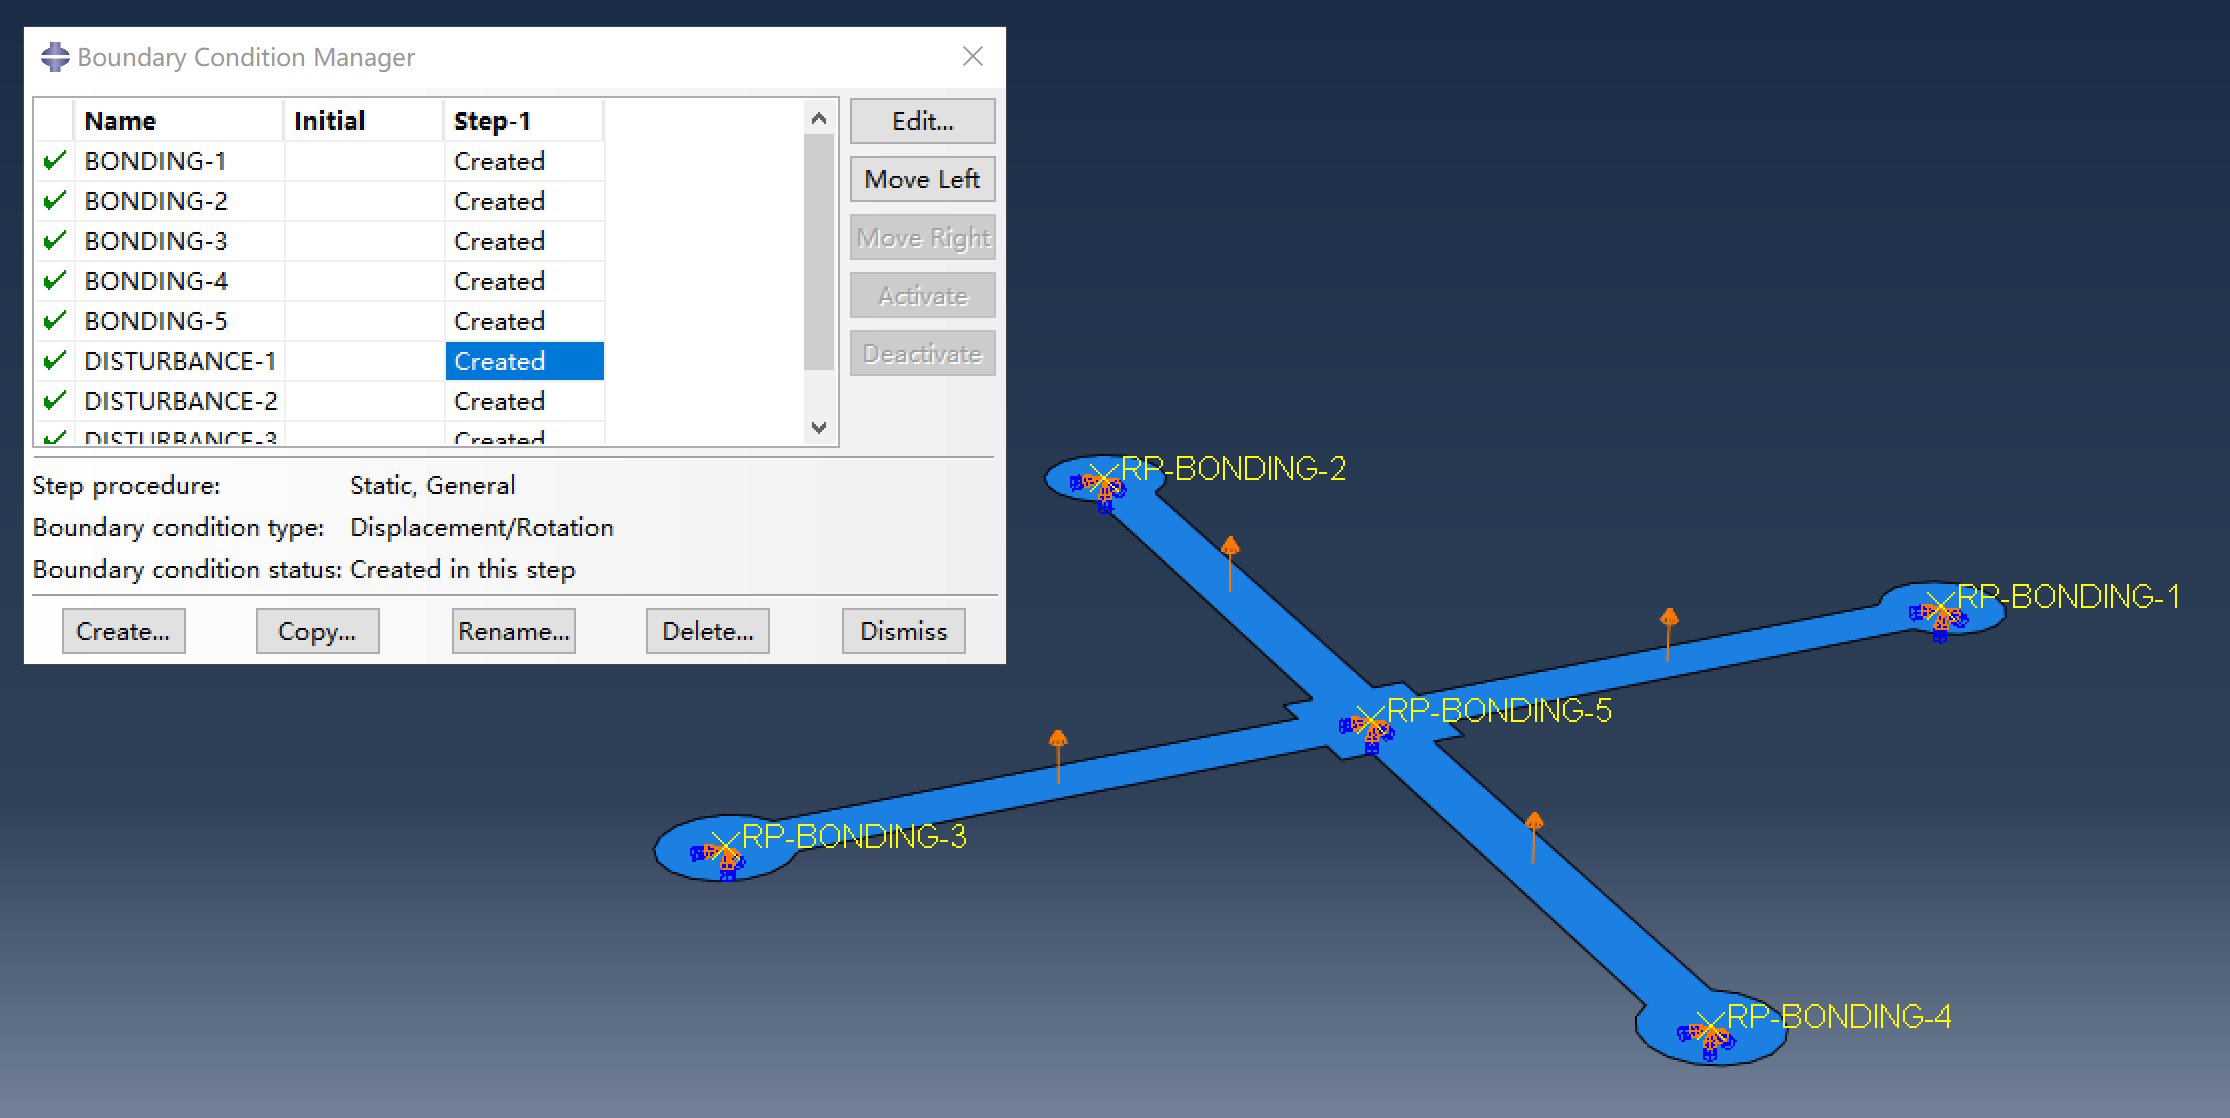 Boundary Condition Manager
Name Initial Step-1
BONDING-1 Created
BONDING-2 Created
BONDING-3 Created
BONDING-4 Created
BONDING-5 Created
DISTURBANCE-1 Created
DISTURBANCE-2 Created
DISTURBANCE-3 Created
Edit...
Move Left
Move Right
Activate
Deactivate
Step procedure: Static, General
Boundary condition type: Displacement/Rotation
Boundary condition status: Created in this step
Create... Copy... Rename... Delete... Dismiss
RP-BONDING-2
RP-BONDING-1
RP-BONDING-5
RP-BONDING-3
RP-BONDING-4